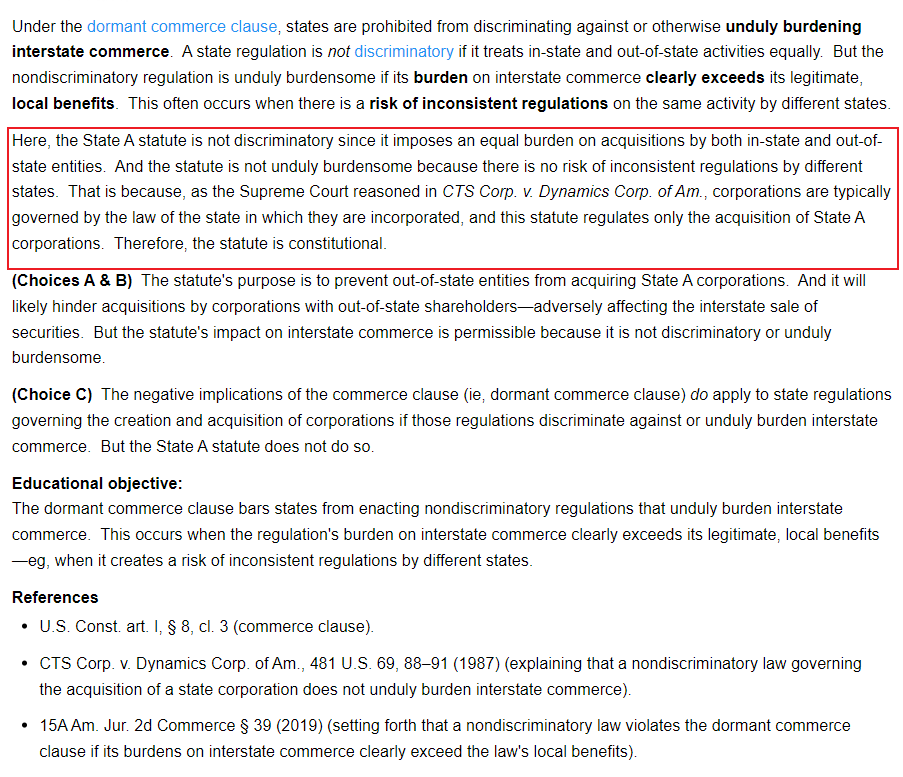 Under the dormant commerce clause, states are prohibited from discriminating against or otherwise unduly burdening
interstate commerce. A state regulation is not discriminatory if it treats in-state and out-of-state activities equally. But the
nondiscriminatory regulation is unduly burdensome if its burden on interstate commerce clearly exceeds its legitimate,
local benefits. This often occurs when there is a risk of inconsistent regulations on the same activity by different states.
Here, the State A statute is not discriminatory since it imposes an equal burden on acquisitions by both in-state and out-of-
state entities. And the statute is not unduly burdensome because there is no risk of inconsistent regulations by different
states. That is because, as the Supreme Court reasoned in CTS Corp. v. Dynamics Corp. of Am., corporations are typically
governed by the law of the state in which they are incorporated, and this statute regulates only the acquisition of State A
corporations. Therefore, the statute is constitutional.
(Choices A & B) The statute's purpose is to prevent out-of-state entities from acquiring State A corporations. And it will
likely hinder acquisitions by corporations with out-of-state shareholders—adversely affecting the interstate sale of
securities. But the statute's impact on interstate commerce is permissible because it is not discriminatory or unduly
burdensome.
(Choice C) The negative implications of the commerce clause (ie, dormant commerce clause) do apply to state regulations
governing the creation and acquisition of corporations if those regulations discriminate against or unduly burden interstate
commerce. But the State A statute does not do so.
Educational objective:
The dormant commerce clause bars states from enacting nondiscriminatory regulations that unduly burden interstate
commerce. This occurs when the regulation's burden on interstate commerce clearly exceeds its legitimate, local benefits
—eg, when it creates a risk of inconsistent regulations by different states.
References
• U.S. Const. art. I, § 8, cl. 3 (commerce clause).
• CTS Corp. v. Dynamics Corp. of Am., 481 U.S. 69, 88–91 (1987) (explaining that a nondiscriminatory law governing
the acquisition of a state corporation does not unduly burden interstate commerce).
• 15A Am. Jur. 2d Commerce § 39 (2019) (setting forth that a nondiscriminatory law violates the dormant commerce
clause if its burdens on interstate commerce clearly exceed the law's local benefits).